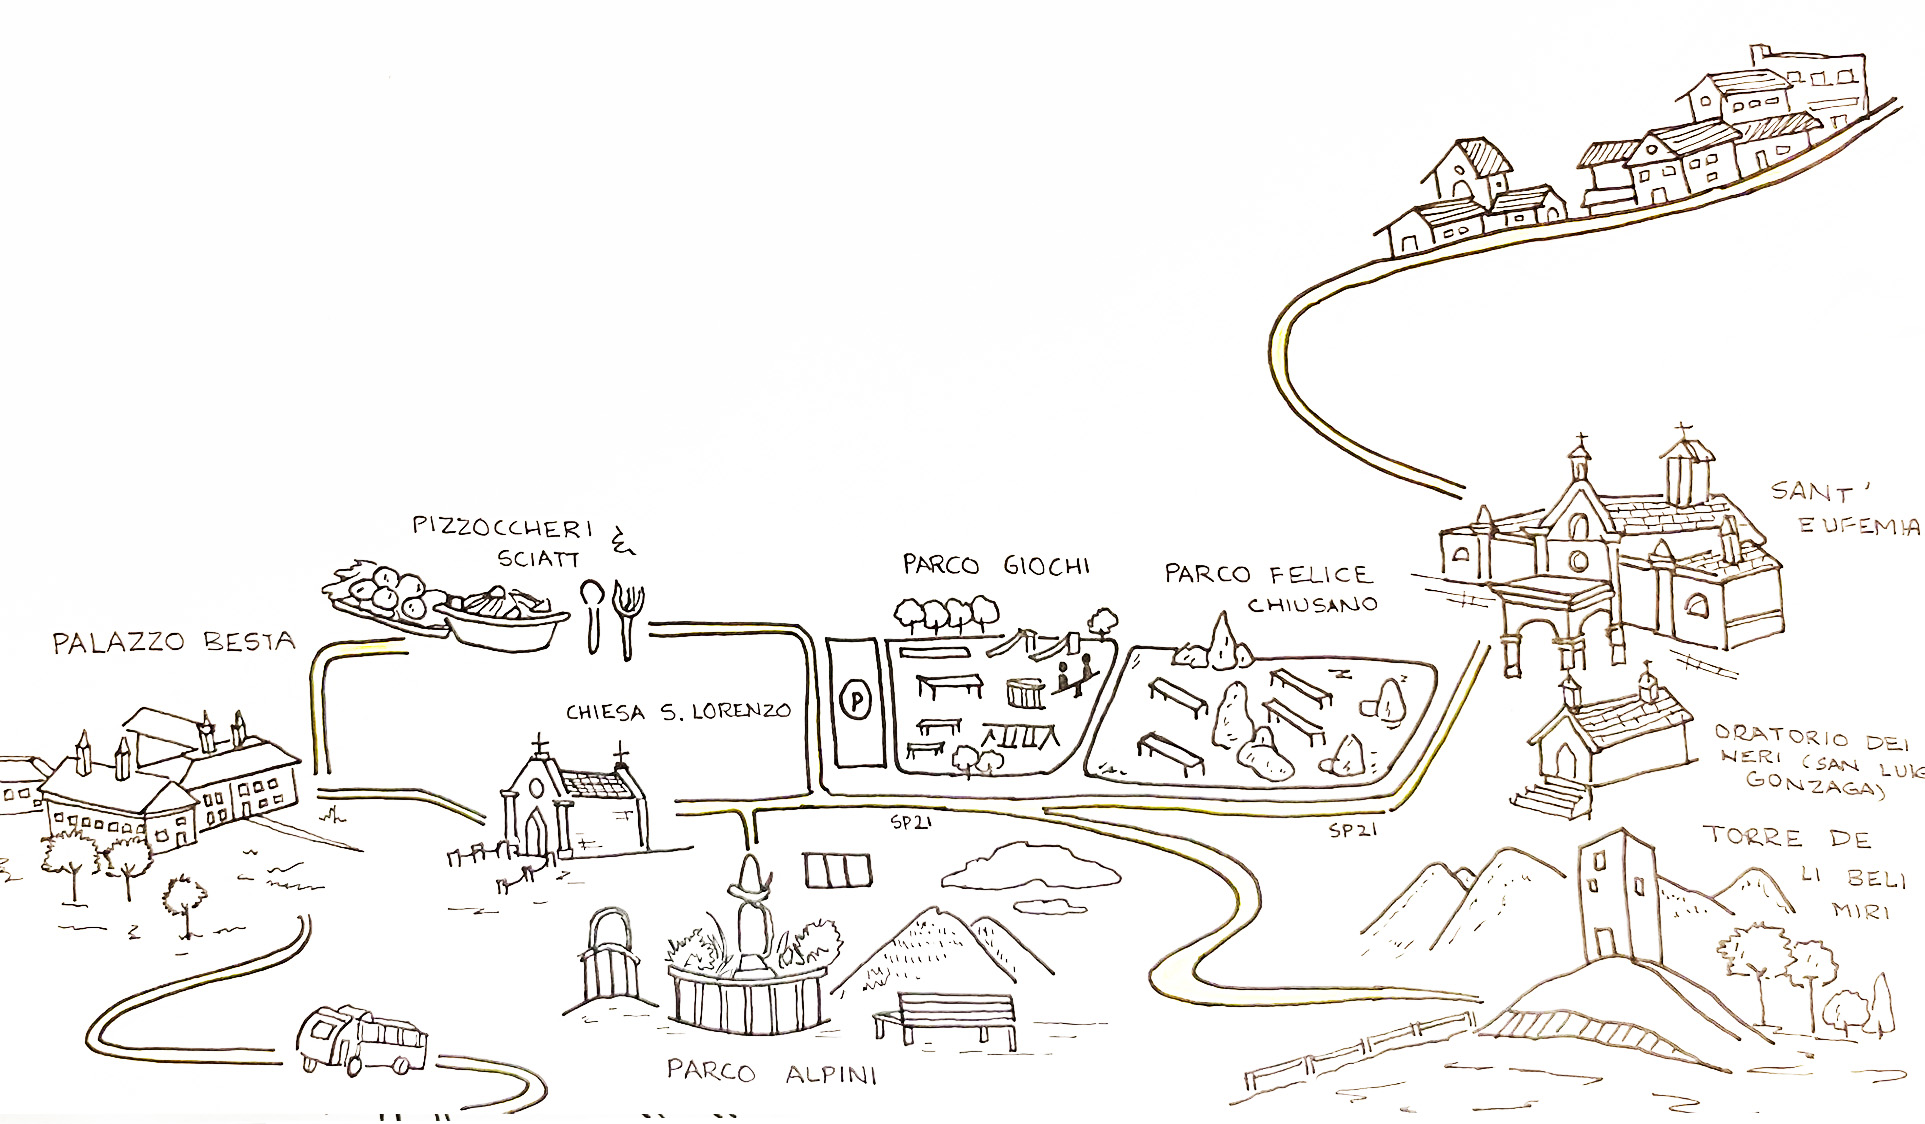 PIZZOCCHERI &
SCIATT
PALAZZO BESTA
CHIESA S. LORENZO
PARCO GIOCHI
PARCO FELICE
CHIUSANO
P
SP21
SP21
SANT'
EUFEMIA
ORATORIO DEI
NERI (SAN LUIG
GONZAGA)
TORRE DE
LI BELI
MIRI
PARCO ALPINI